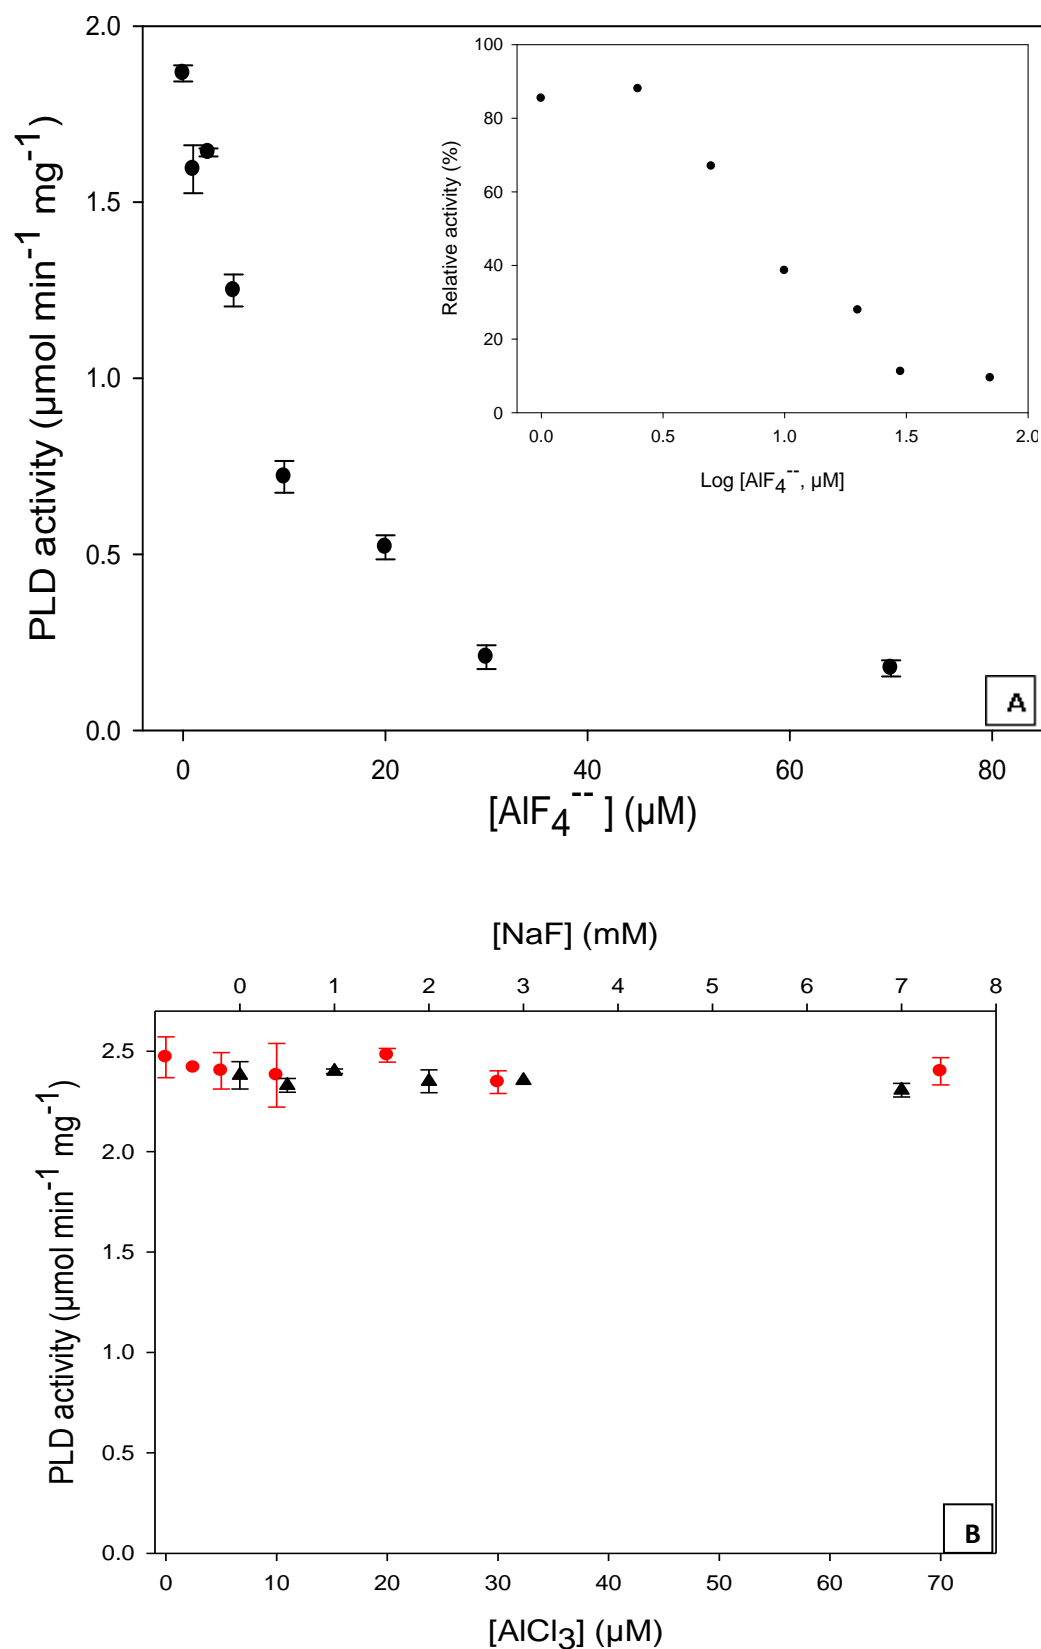 2.0
1.5
1.0
0.5
0.0
PLD activity (µmol min⁻¹ mg⁻¹)
0 20 40 60 80
[AlF₄⁻⁻ ] (µM)
100
80
60
40
20
0
Relative activity (%)
0.0 0.5 1.0 1.5 2.0
Log [AlF₄⁻⁻, µM]
A
[NaF] (mM)
0 1 2 3 4 5 6 7 8
2.5
2.0
1.5
1.0
0.5
0.0
PLD activity (µmol min⁻¹ mg⁻¹)
B
0 10 20 30 40 50 60 70
[AlCl₃] (µM)